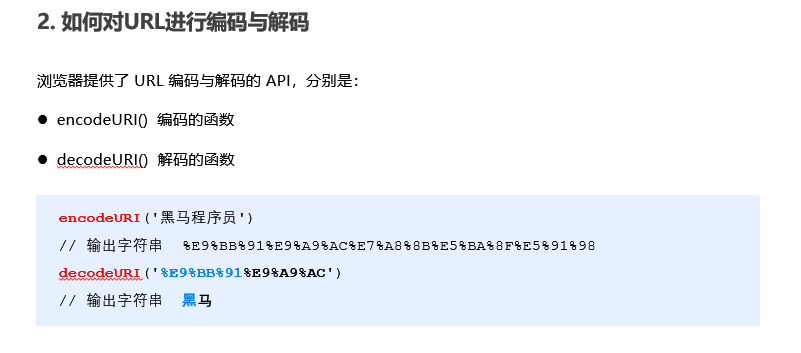 2. 如何对URL进行编码与解码
浏览器提供了 URL 编码与解码的 API，分别是：
● encodeURI() 编码的函数
● decodeURI() 解码的函数
encodeURI('黑马程序员')
// 输出字符串 %E9%BB%91%E9%A9%AC%E7%A8%8B%E5%BA%8F%E5%91%98
decodeURI('%E9%BB%91%E9%A9%AC')
// 输出字符串 黑马